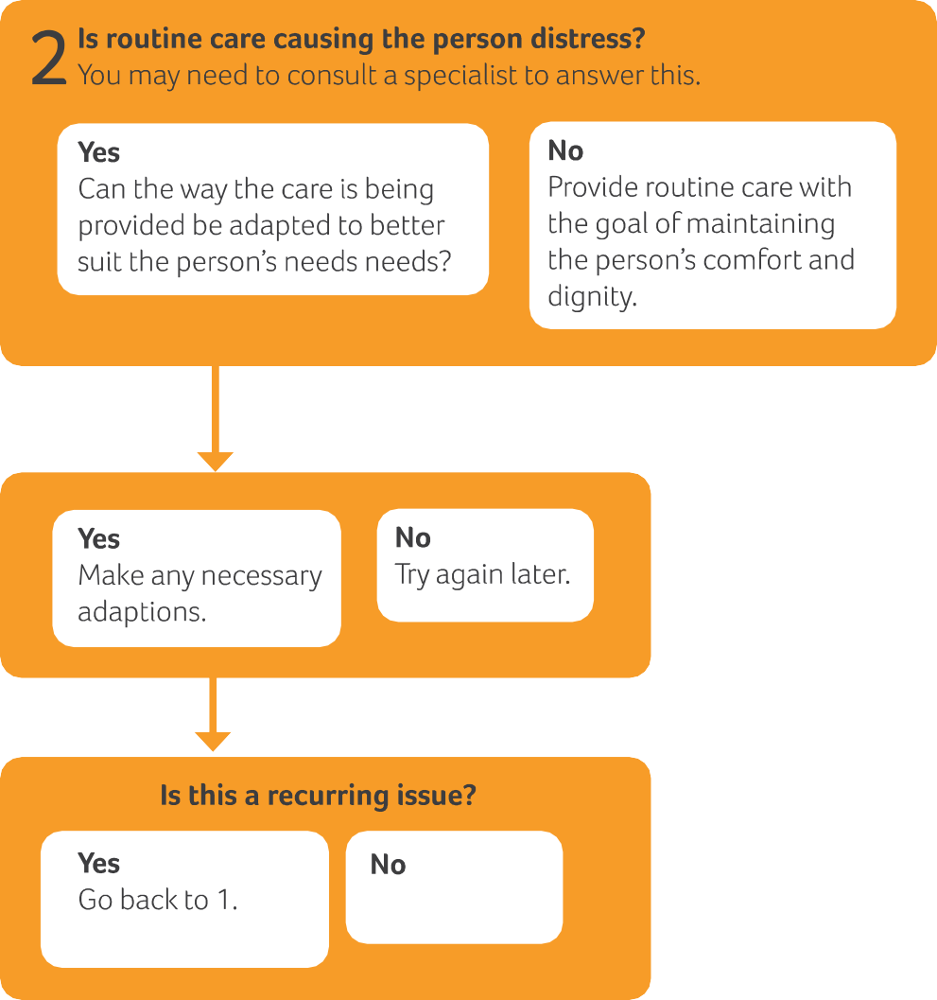 2 Is routine care causing the person distress?
You may need to consult a specialist to answer this.
Yes
Can the way the care is being
provided be adapted to better
suit the person's needs needs?
No
Provide routine care with
the goal of maintaining
the person's comfort and
dignity.
Yes
Make any necessary
adaptions.
No
Try again later.
Is this a recurring issue?
Yes
Go back to 1.
No